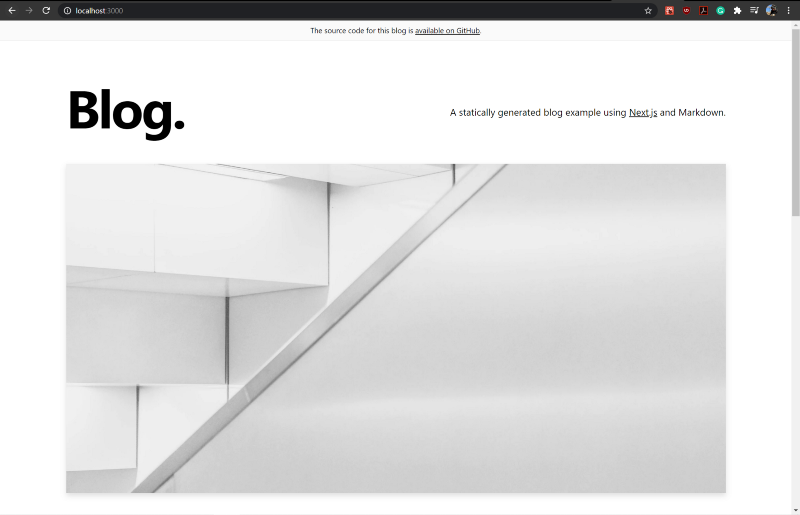 localhost:3000
The source code for this blog is available on GitHub.
Blog.
A statically generated blog example using Next.js and Markdown.